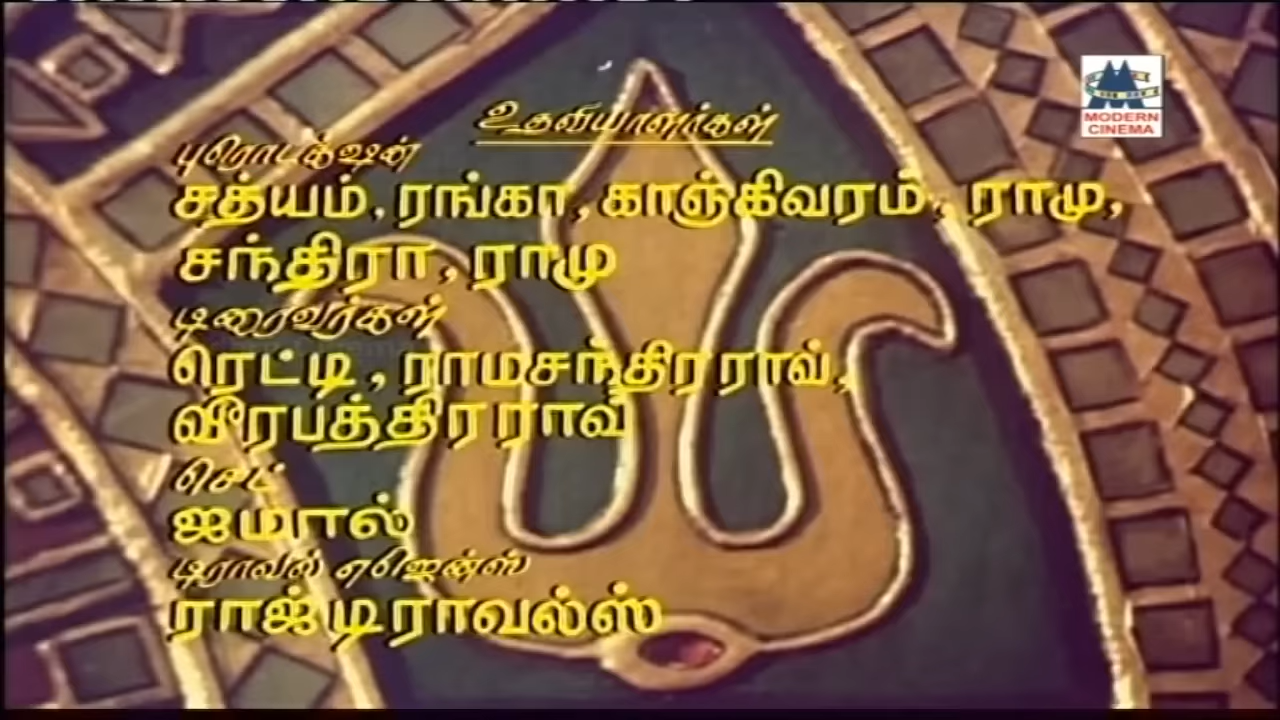 உதவியாளர்கள்
MODERN
CINEMA
புரொடக்ஷன்
சத்யம், ரங்கா, காஞ்கிவரம், ராமு,
சந்திரா, ராமு
டிரைவர்கள்
ரெட்டி, ராமசந்திர ராவ்,
வீரபத்திர ராவ்
செட்
ஜமால்
டிராவல் ஏஜென்ஸ்
ராஜ் டிராவல்ஸ்